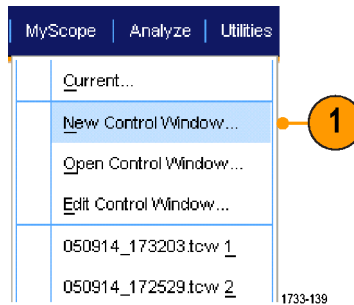 MyScope | Analyze | Utilities
Current...
New Control Window...
1
Open Control Window...
Edit Control Window...
050914_173203.tcw 1
050914_172529.tcw 2
1733-139